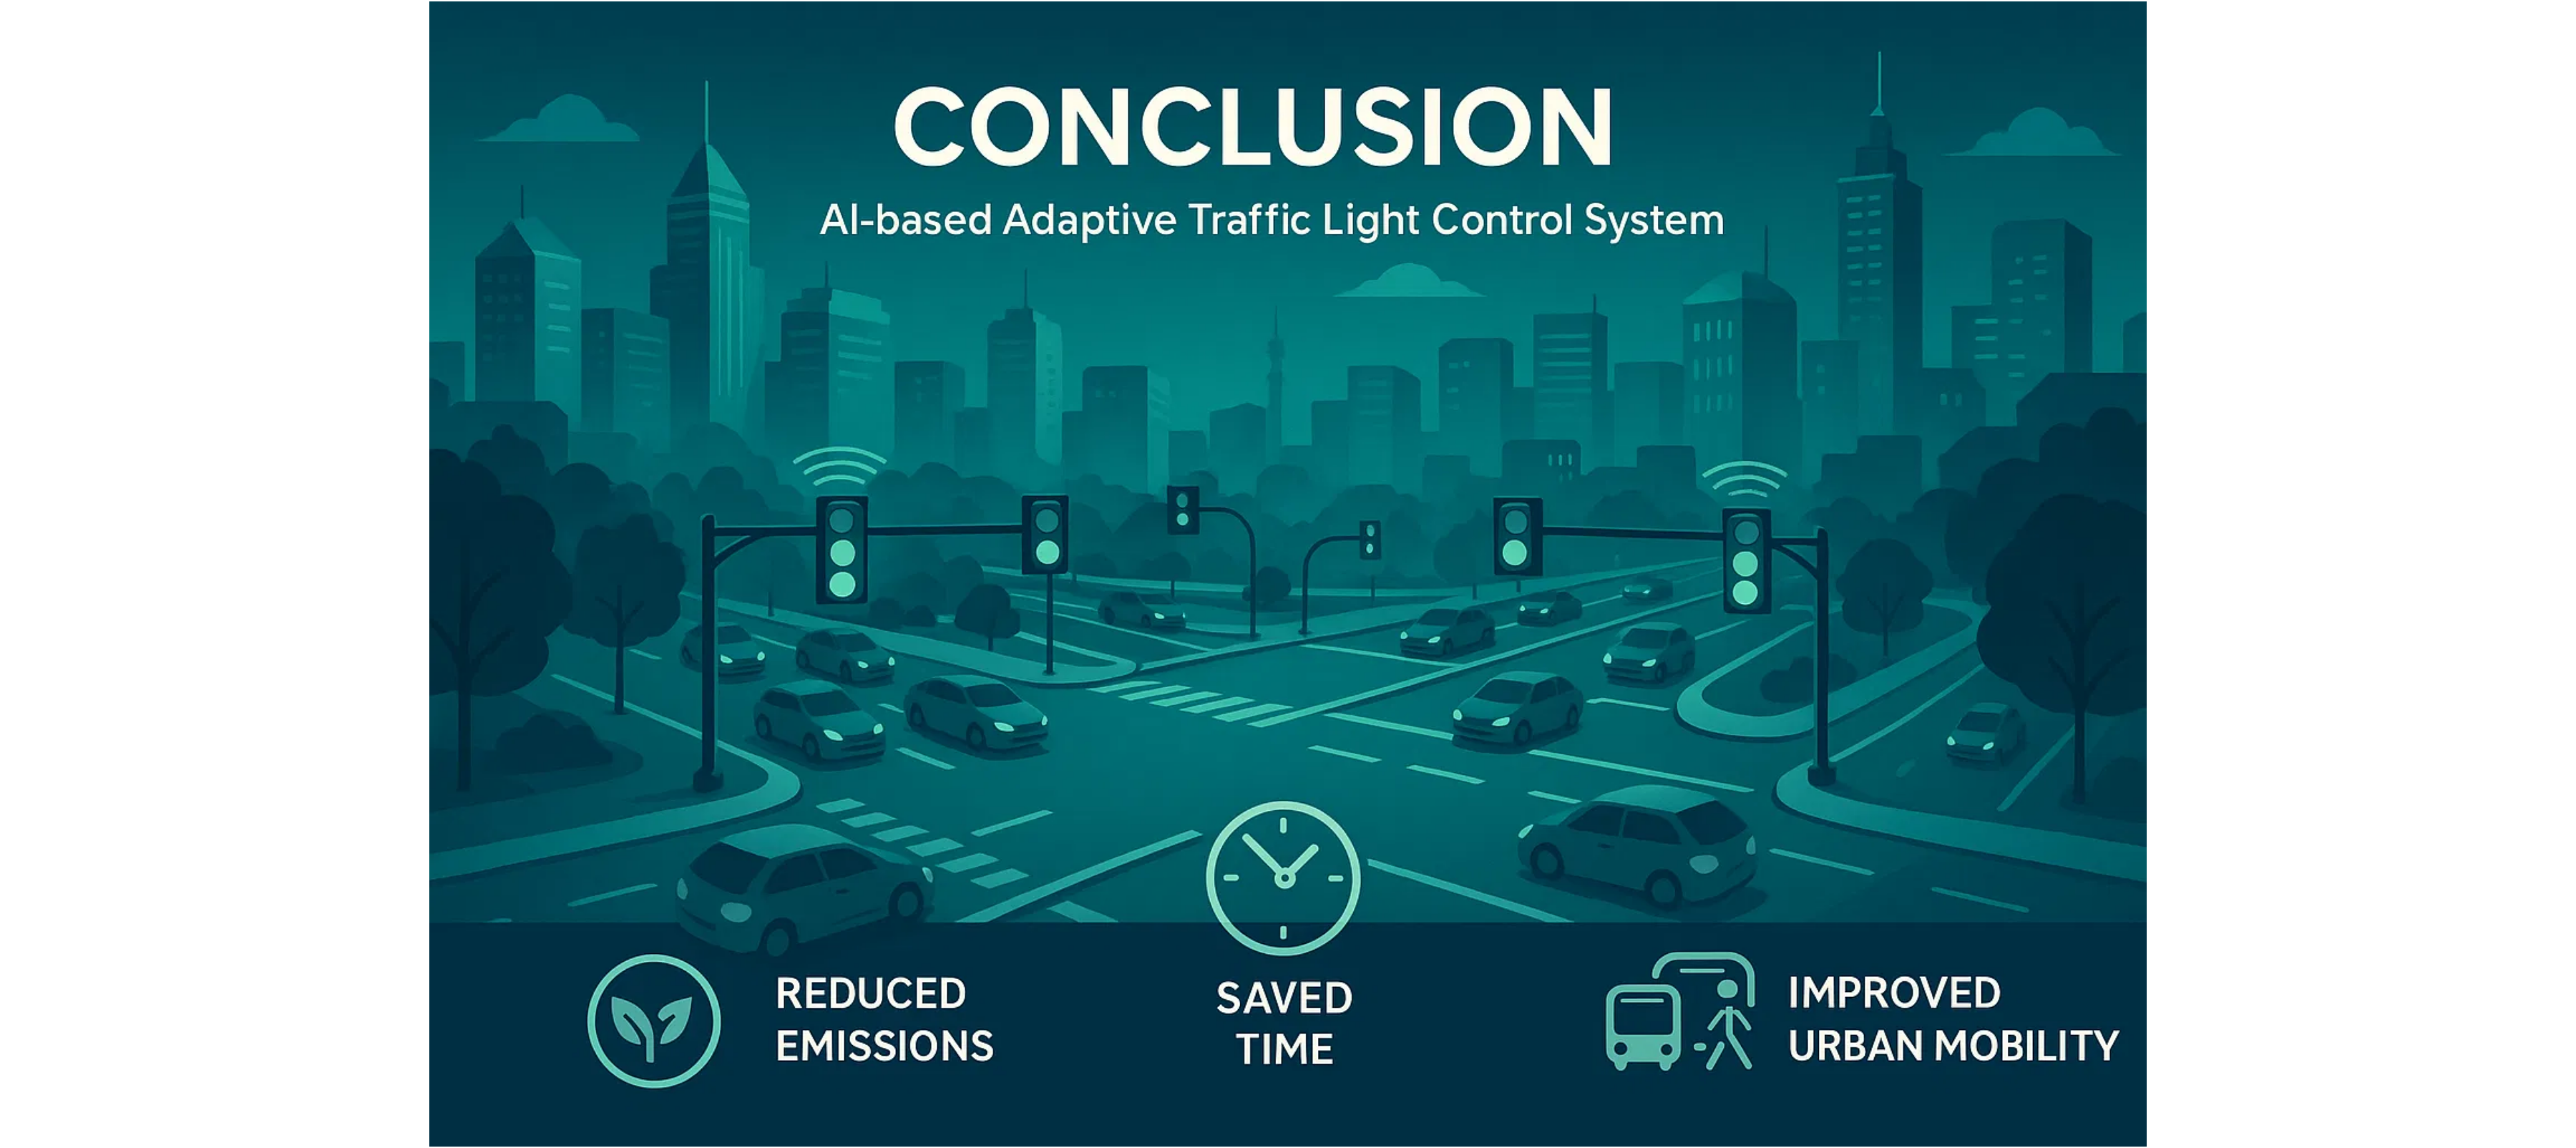 CONCLUSION
AI-based Adaptive Traffic Light Control System
REDUCED
EMISSIONS
SAVED
TIME
IMPROVED
URBAN MOBILITY